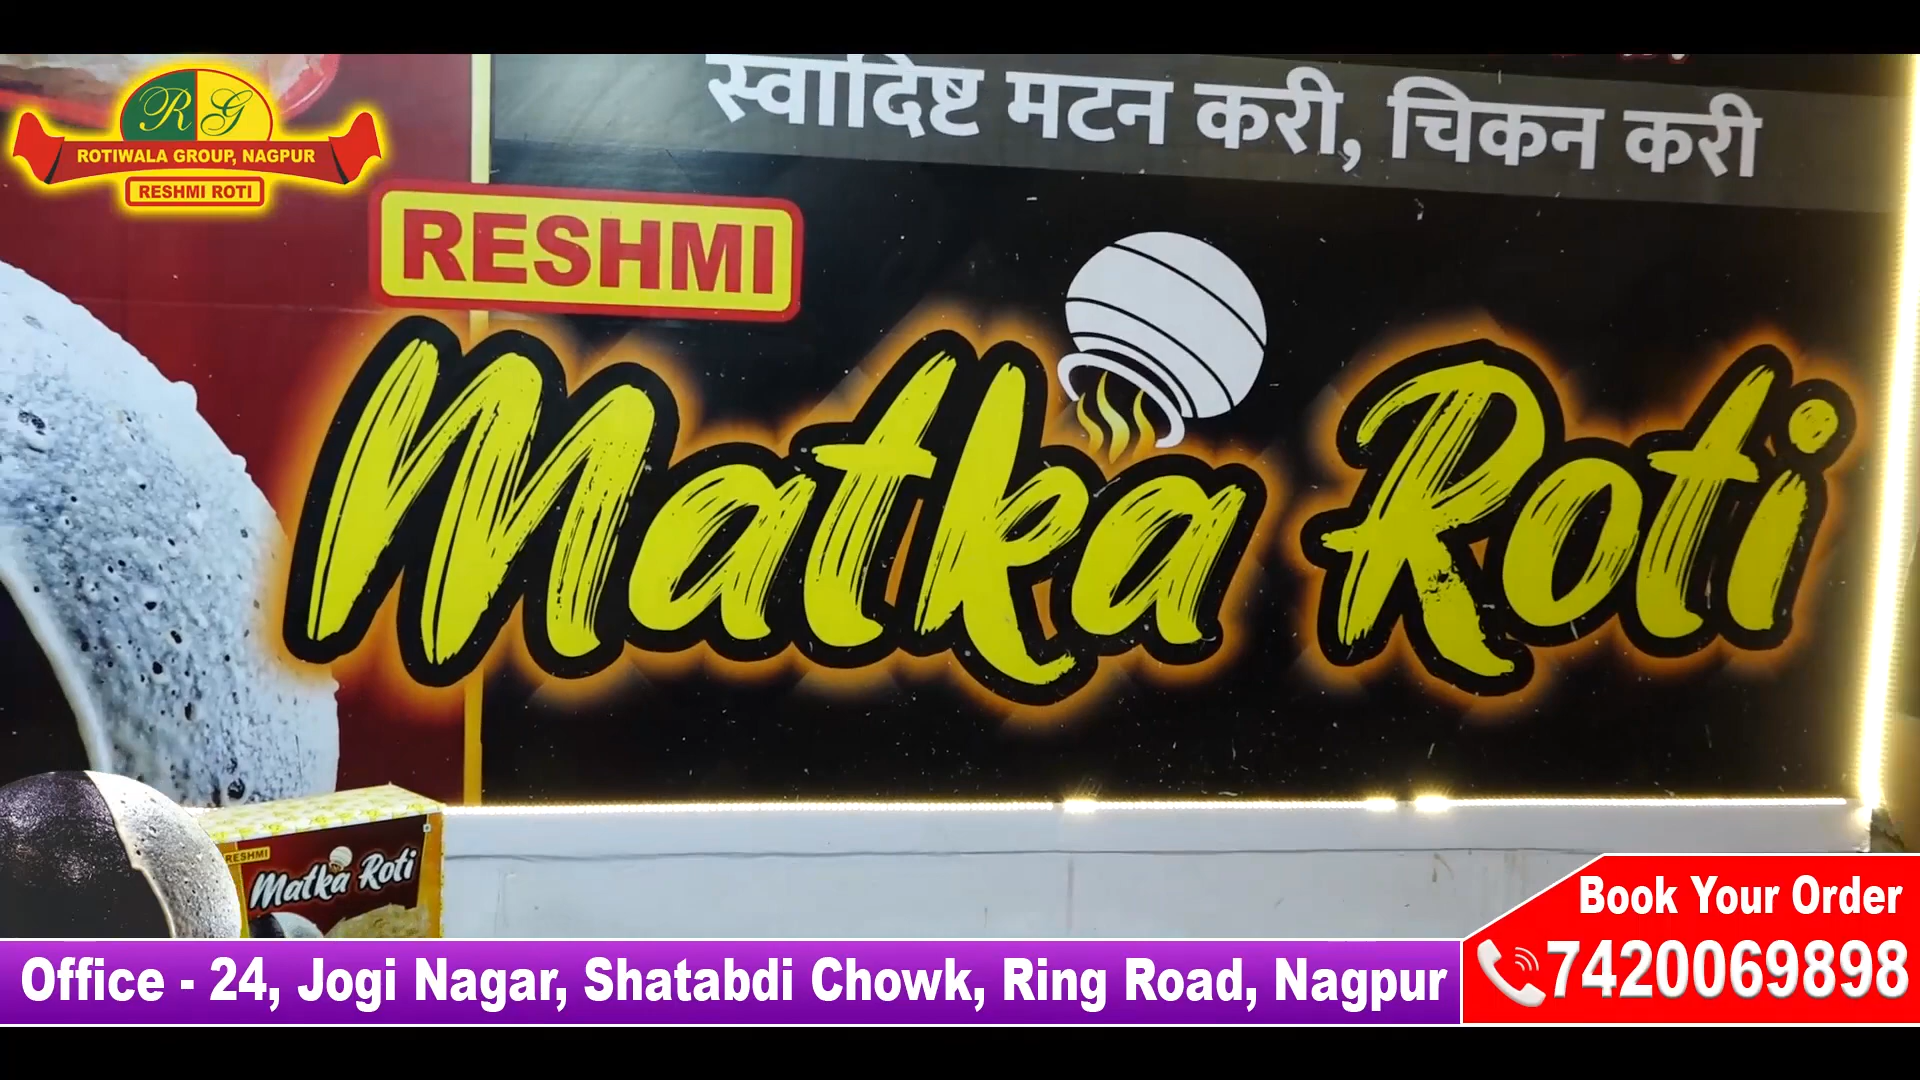 स्वादिष्ट मटन करी, चिकन करी
R G
ROTIWALA GROUP, NAGPUR
RESHMI ROTI
RESHMI
Matka Roti
RESHMI
Matka Roti
Book Your Order
7420069898
Office - 24, Jogi Nagar, Shatabdi Chowk, Ring Road, Nagpur